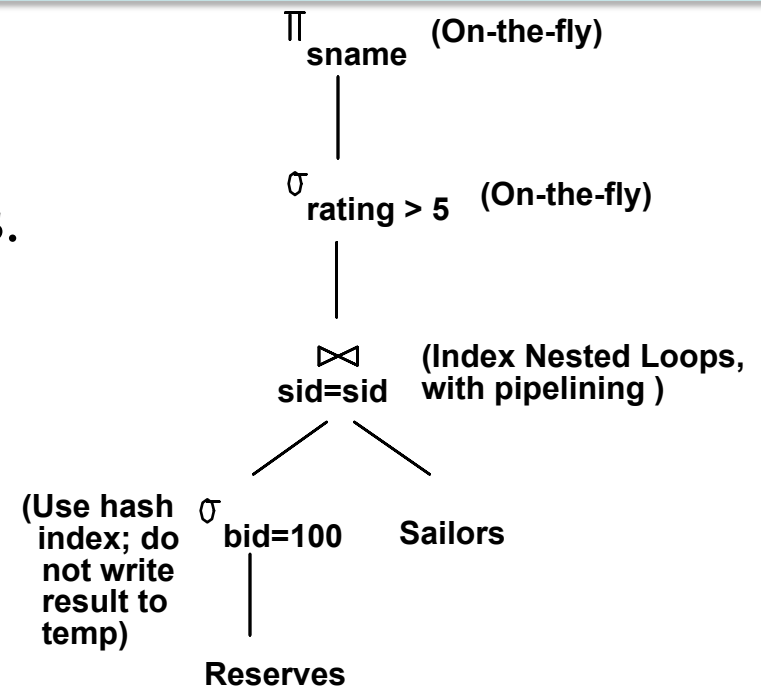 π sname (On-the-fly)
σ rating > 5 (On-the-fly)
.
⋈ (Index Nested Loops,
sid=sid with pipelining )
(Use hash σ
index; do bid=100 Sailors
not write
result to
temp)
Reserves